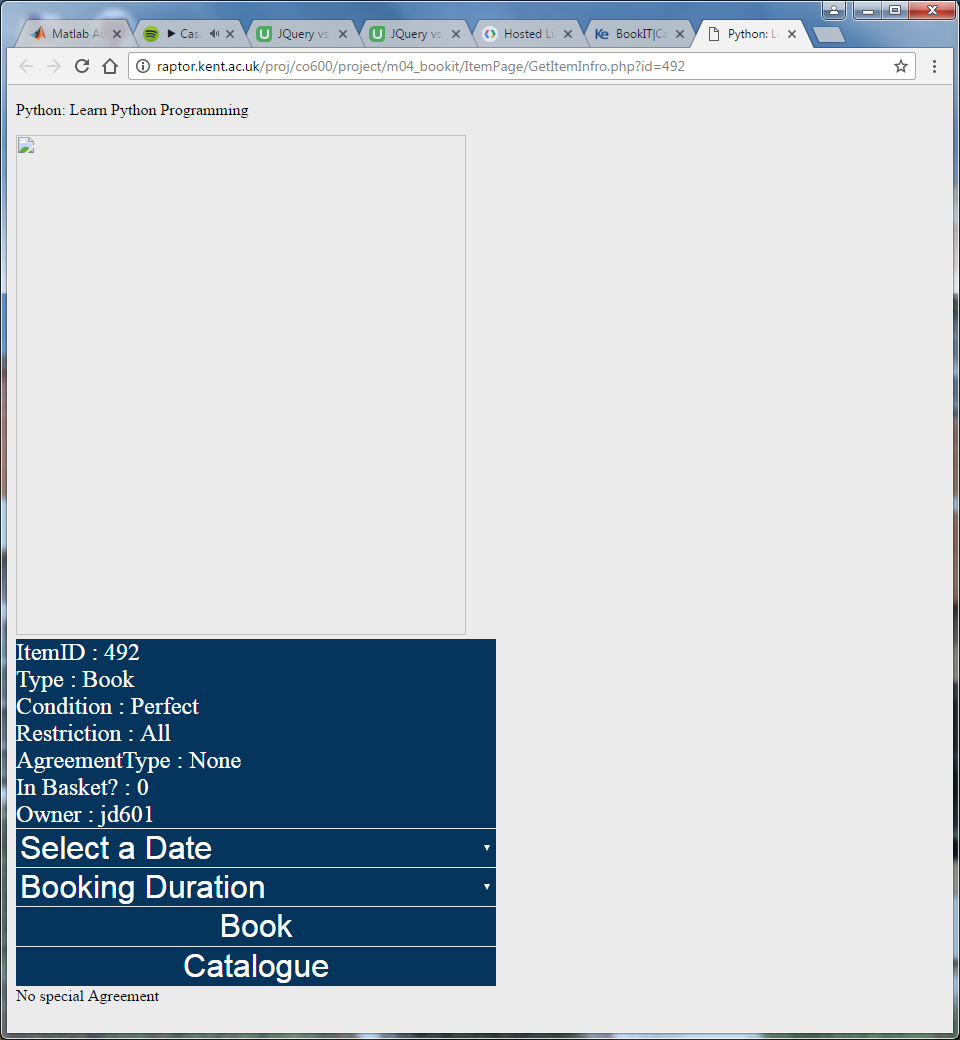 Matlab A
Cas
JQuery vs
JQuery vs
Hosted Li
Ke BookIT|Ca
Python: L
raptor.kent.ac.uk/proj/co600/project/m04_bookit/ItemPage/GetItemInfro.php?id=492
Python: Learn Python Programming
ItemID : 492
Type : Book
Condition : Perfect
Restriction : All
AgreementType : None
In Basket? : 0
Owner : jd601
Select a Date
Booking Duration
Book
Catalogue
No special Agreement